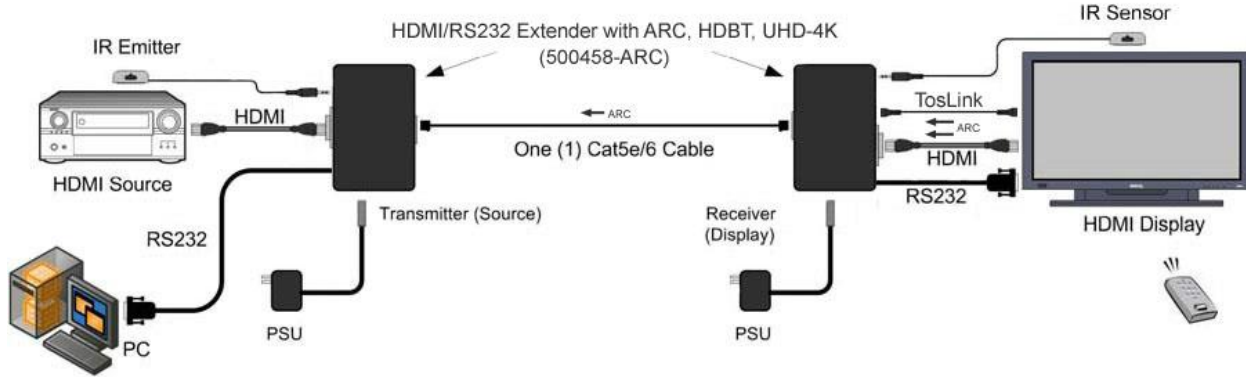 IR Sensor
HDMI/RS232 Extender with ARC, HDBT, UHD-4K
(500458-ARC)
IR Emitter
TosLink
HDMI
ARC
ARC
One (1) Cat5e/6 Cable
HDMI
HDMI Source
RS232
Transmitter (Source)
Receiver
(Display)
HDMI Display
RS232
PSU
PSU
PC